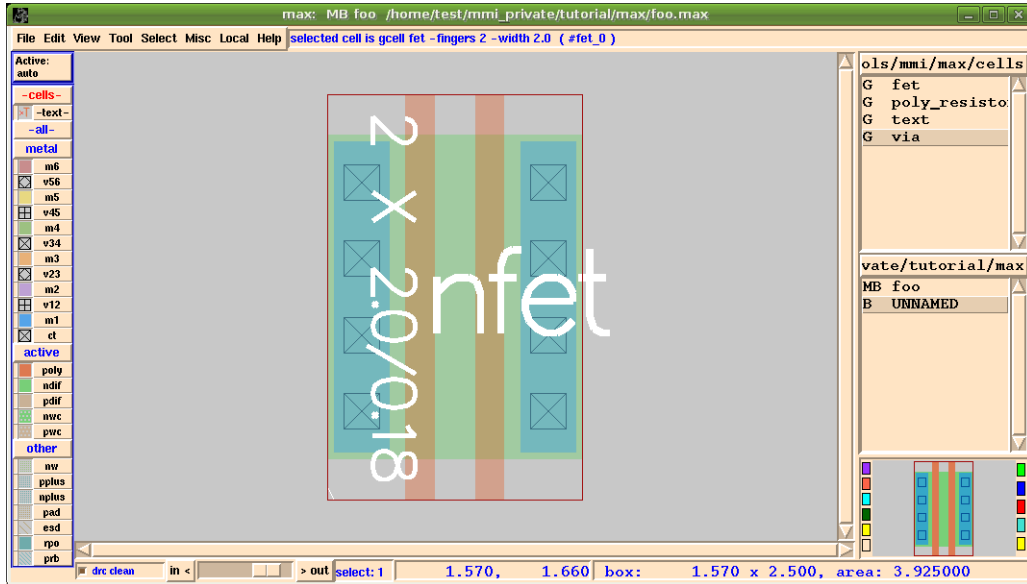 max: MB foo /home/test/mmi_private/tutorial/max/foo.max
File Edit View Tool Select Misc Local Help
selected cell is gcell fet -fingers 2 -width 2.0 ( #fet_0 )
Active:
auto
-cells-
>T -text-
-all-
metal
m6
v56
m5
v45
m4
v34
m3
v23
m2
v12
m1
ct
active
poly
ndif
pdif
nwc
pwc
other
nw
pplus
nplus
pad
esd
rpo
prb
2 x 2.0/0.18
nfet
ols/mmi/max/cells
G fet
G poly_resisto
G text
G via
vate/tutorial/max
MB foo
B UNNAMED
drc clean
in <
> out
select: 1
1.570, 1.660
box: 1.570 x 2.500, area: 3.925000